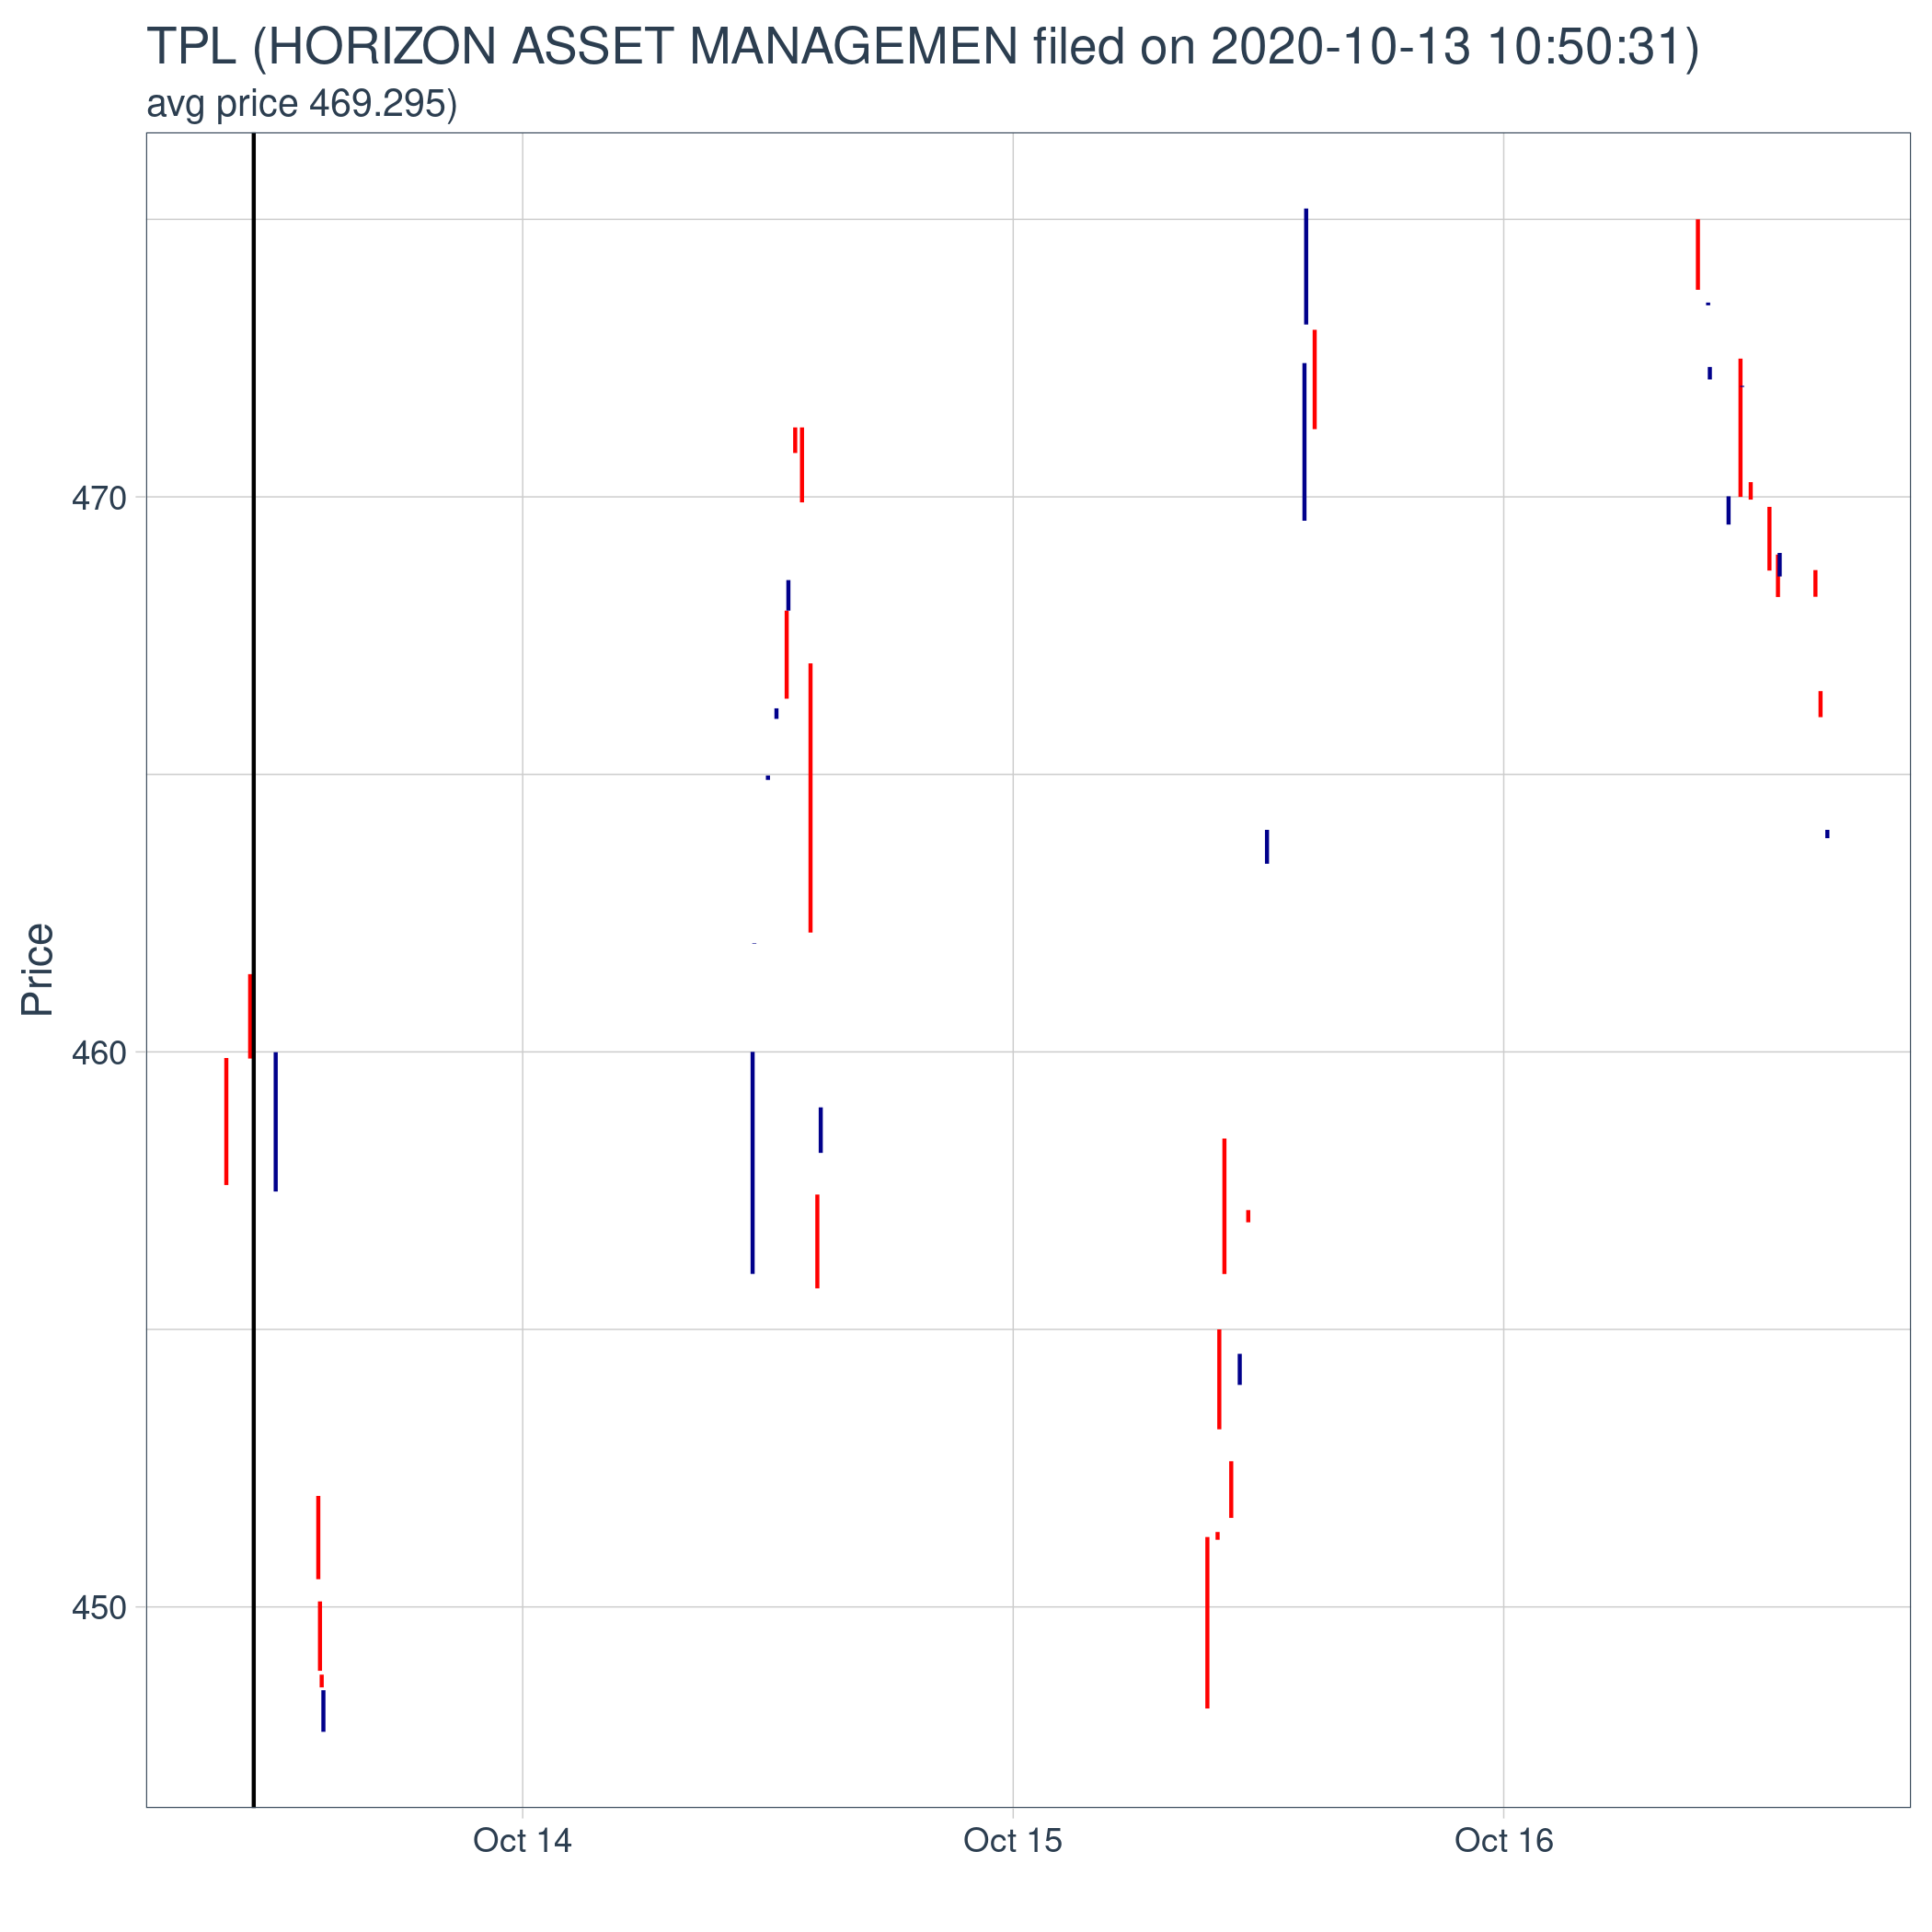 TPL (HORIZON ASSET MANAGEMEN filed on 2020-10-13 10:50:31)
avg price 469.295)
Price
470
460
450
Oct 14
Oct 15
Oct 16